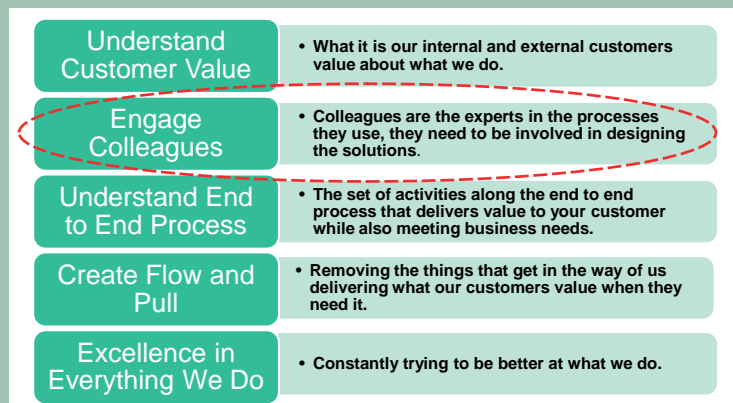 Understand
Customer Value
• What it is our internal and external customers
value about what we do.
Engage
Colleagues
• Colleagues are the experts in the processes
they use, they need to be involved in designing
the solutions.
Understand End
to End Process
• The set of activities along the end to end
process that delivers value to your customer
while also meeting business needs.
Create Flow and
Pull
• Removing the things that get in the way of us
delivering what our customers value when they
need it.
Excellence in
Everything We Do
• Constantly trying to be better at what we do.